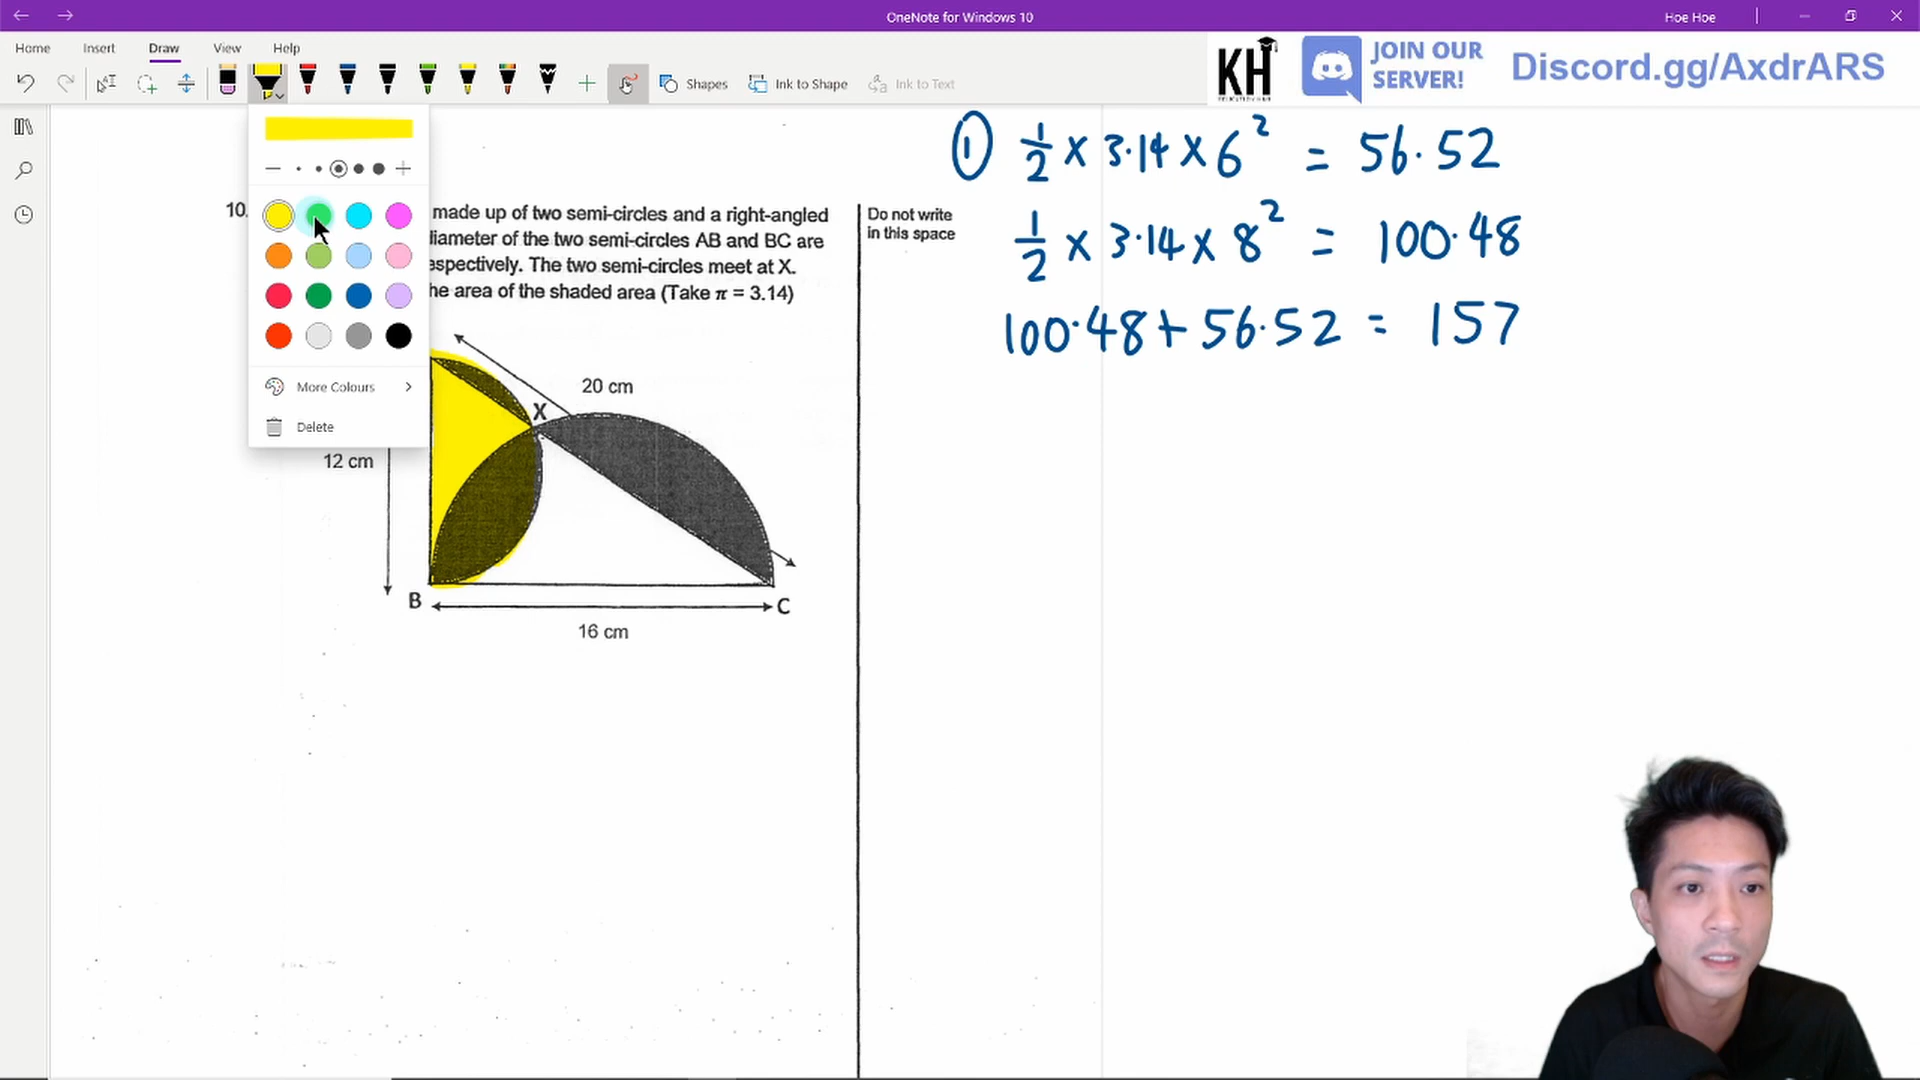 OneNote for Windows 10
Hoe Hoe
Home Insert Draw View Help
Shapes Ink to Shape Ink to Text
KH
JOIN OUR
SERVER!
Discord.gg/AxdrARS
More Colours
Delete
10.
made up of two semi-circles and a right-angled
diameter of the two semi-circles AB and BC are
espectively. The two semi-circles meet at X.
he area of the shaded area (Take π = 3.14)
Do not write
in this space
20 cm
X
12 cm
B
C
16 cm
① 1/2 × 3.14 × 6² = 56.52
1/2 × 3.14 × 8² = 100.48
100.48 + 56.52 = 157